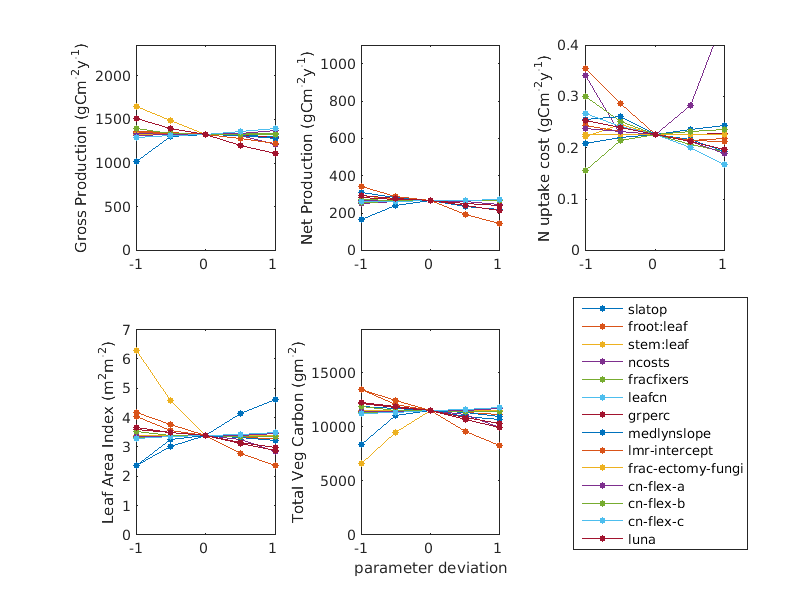 Gross Production (gCm-2y-1)
2000
1500
1000
500
0
-1 0 1
Net Production (gCm-2y-1)
1000
800
600
400
200
0
-1 0 1
N uptake cost (gCm-2y-1)
0.4
0.3
0.2
0.1
0
-1 0 1
Leaf Area Index (m2m-2)
7
6
5
4
3
2
1
0
-1 0 1
Total Veg Carbon (gm-2)
15000
10000
5000
0
-1 0 1
parameter deviation
slatop
froot:leaf
stem:leaf
ncosts
fracfixers
leafcn
grperc
medlynslope
lmr-intercept
frac-ectomy-fungi
cn-flex-a
cn-flex-b
cn-flex-c
luna